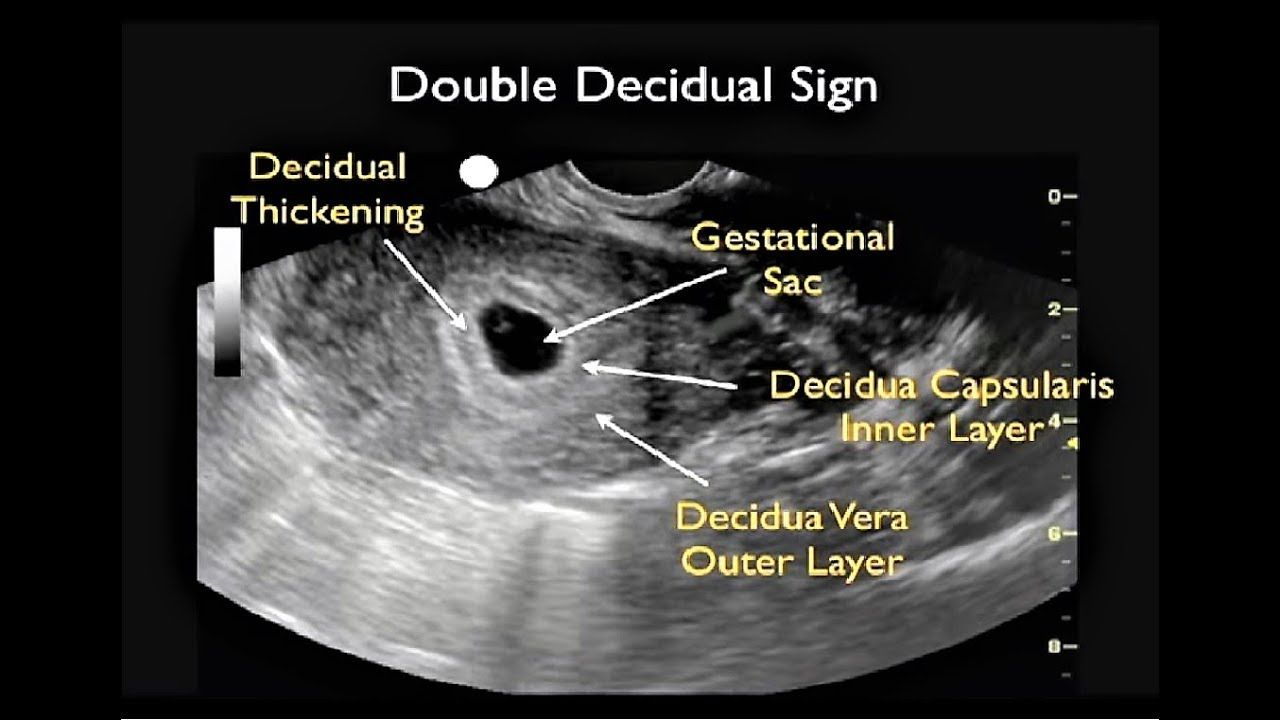 Double Decidual Sign
Decidual
Thickening
Gestational
Sac
Decidua Capsularis
Inner Layer
Decidua Vera
Outer Layer
0
2
4
6
8